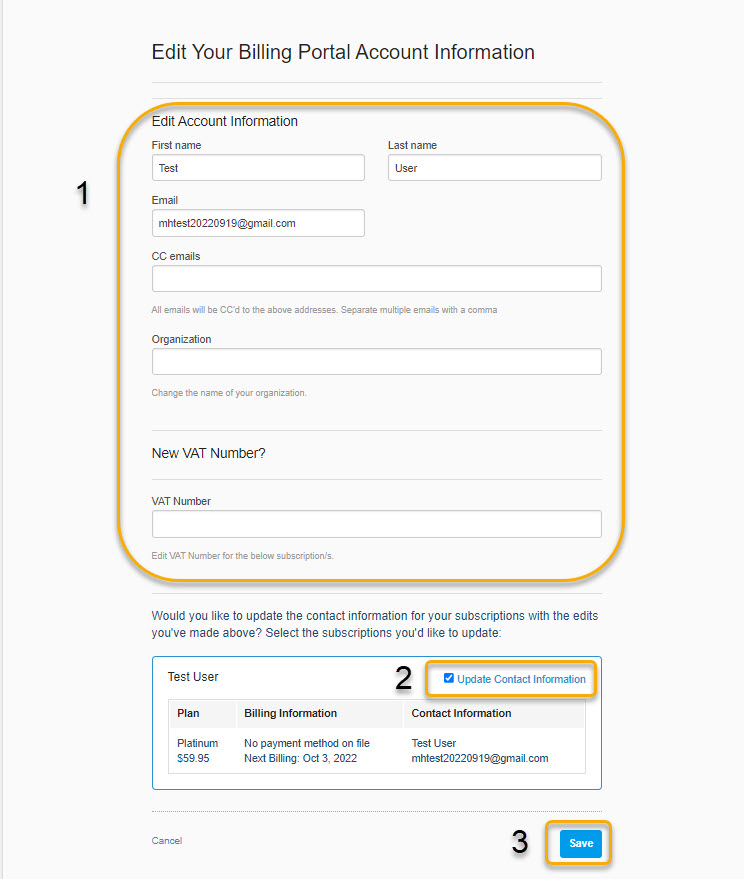 Edit Your Billing Portal Account Information
Edit Account Information
First name
Last name
Test
User
1
Email
mhtest20220919@gmail.com
CC emails
All emails will be CC'd to the above addresses. Separate multiple emails with a comma
Organization
Change the name of your organization.
New VAT Number?
VAT Number
Edit VAT Number for the below subscription/s.
Would you like to update the contact information for your subscriptions with the edits
you've made above? Select the subscriptions you'd like to update:
Test User
2
Update Contact Information
Plan
Billing Information
Contact Information
Platinum
No payment method on file
Test User
$59.95
Next Billing: Oct 3, 2022
mhtest20220919@gmail.com
Cancel
3
Save